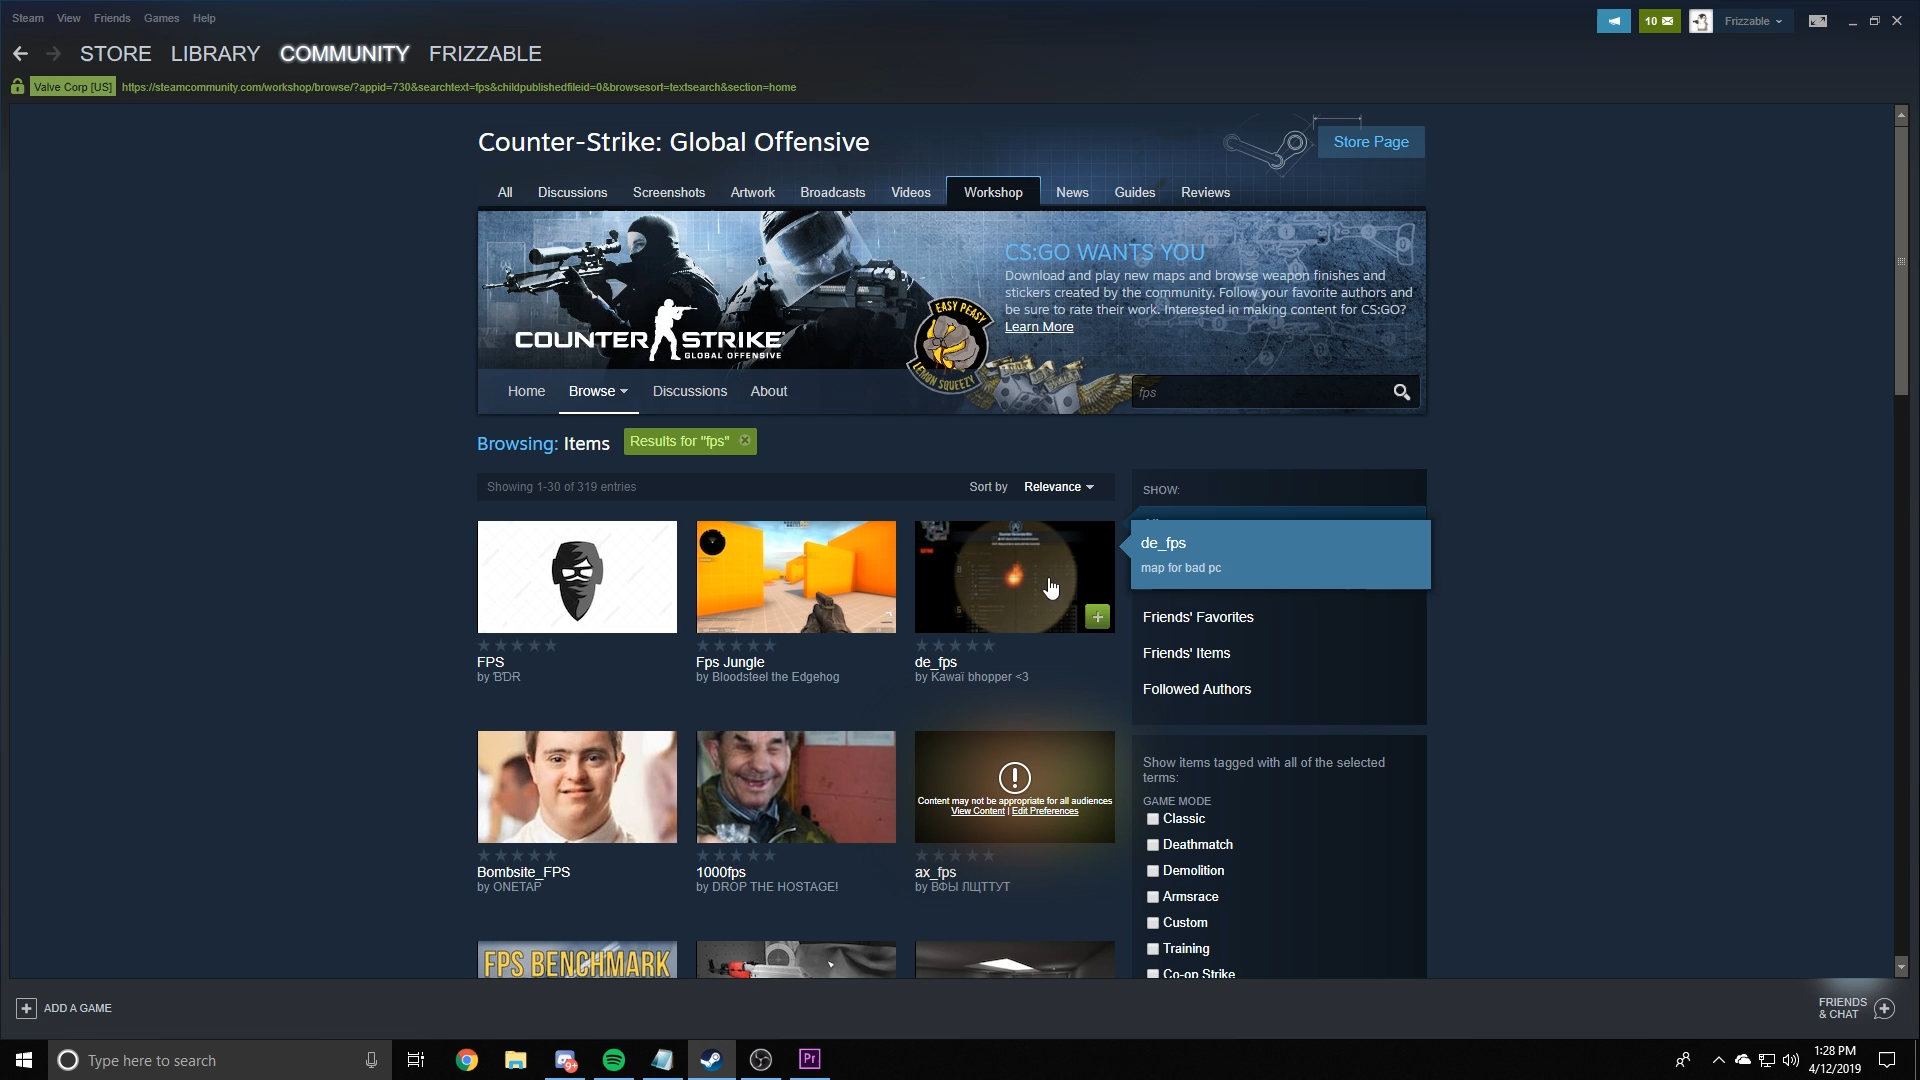 Steam View Friends Games Help
10
Frizzable
STORE LIBRARY COMMUNITY FRIZZABLE
Valve Corp [US] https://steamcommunity.com/workshop/browse/?appid=730&searchtext=fps&childpublishedfileid=0&browsesort=textsearch&section=home
Counter-Strike: Global Offensive
Store Page
All Discussions Screenshots Artwork Broadcasts Videos Workshop News Guides Reviews
CS:GO WANTS YOU
Download and play new maps and browse weapon finishes and
stickers created by the community. Follow your favorite authors and
be sure to rate their work. Interested in making content for CS:GO?
Learn More
COUNTER STRIKE
GLOBAL OFFENSIVE
EASY PEASY
LEMON SQUEEZY
Home Browse Discussions About
fps
Browsing: Items
Results for "fps"
Showing 1-30 of 319 entries
Sort by Relevance
SHOW:
de_fps
map for bad pc
Friends' Favorites
Friends' Items
Followed Authors
FPS
by ƁƊR
Fps Jungle
by Bloodsteel the Edgehog
de_fps
by Kawaï bhopper <3
Content may not be appropriate for all audiences
View Content | Edit Preferences
Bombsite_FPS
by ONETAP
1000fps
by DROP THE HOSTAGE!
ax_fps
by ВФЫ ЛЩТТУТ
FPS BENCHMARK
Show items tagged with all of the selected
terms:
GAME MODE
Classic
Deathmatch
Demolition
Armsrace
Custom
Training
Co-op Strike
ADD A GAME
FRIENDS
& CHAT
Type here to search
9+
Pr
1:28 PM
4/12/2019